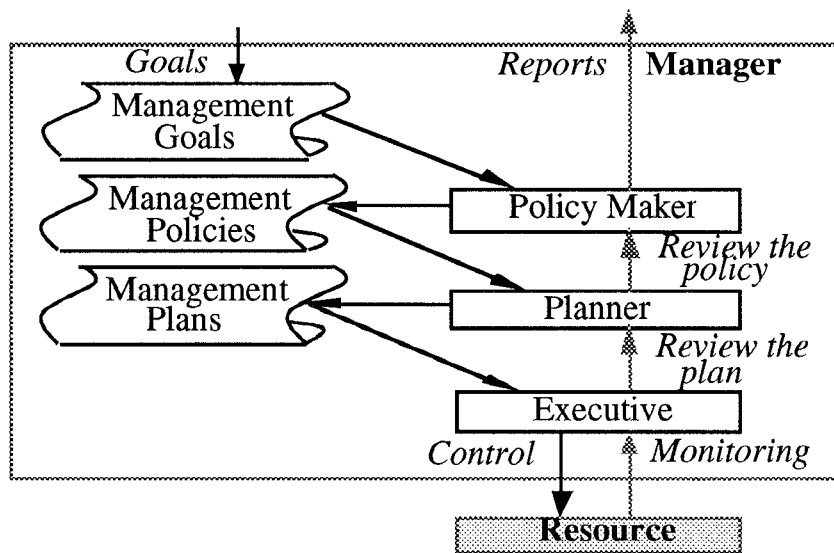 Goals
Reports
Manager
Management
Goals
Management
Policies
Policy Maker
Review the
policy
Management
Plans
Planner
Review the
plan
Executive
Control
Monitoring
Resource